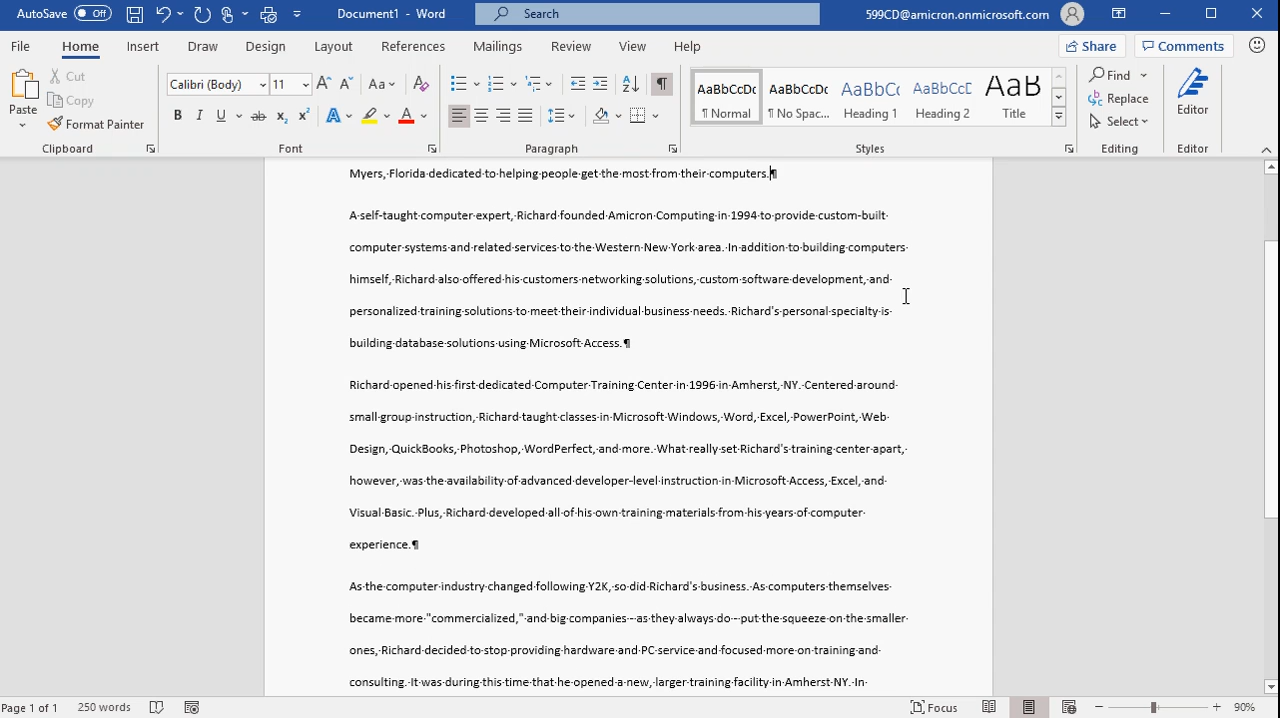 AutoSave Off Document1 - Word Search 599CD@amicron.onmicrosoft.com
File Home Insert Draw Design Layout References Mailings Review View Help Share Comments
Paste Cut Copy Format Painter
Calibri (Body) 11 Aa
B I U ab x₂ x² A A
AaBbCcDc AaBbCcDc AaBbCc AaBbCcD AaB
¶ Normal ¶ No Spac... Heading 1 Heading 2 Title
Find Replace Select Editor
Clipboard Font Paragraph Styles Editing Editor
Myers, Florida dedicated to helping people get the most from their computers.¶
A self-taught computer expert, Richard founded Amicron Computing in 1994 to provide custom-built
computer systems and related services to the Western New York area. In addition to building computers
himself, Richard also offered his customers networking solutions, custom software development, and
personalized training solutions to meet their individual business needs. Richard's personal specialty is
building database solutions using Microsoft Access.¶
Richard opened his first dedicated Computer Training Center in 1996 in Amherst, NY. Centered around
small group instruction, Richard taught classes in Microsoft Windows, Word, Excel, PowerPoint, Web
Design, QuickBooks, Photoshop, WordPerfect, and more. What really set Richard's training center apart,
however, was the availability of advanced developer-level instruction in Microsoft Access, Excel, and
Visual Basic. Plus, Richard developed all of his own training materials from his years of computer
experience.¶
As the computer industry changed following Y2K, so did Richard's business. As computers themselves
became more "commercialized," and big companies -- as they always do -- put the squeeze on the smaller
ones, Richard decided to stop providing hardware and PC service and focused more on training and
consulting. It was during this time that he opened a new, larger training facility in Amherst NY. In
Page 1 of 1 250 words Focus 90%